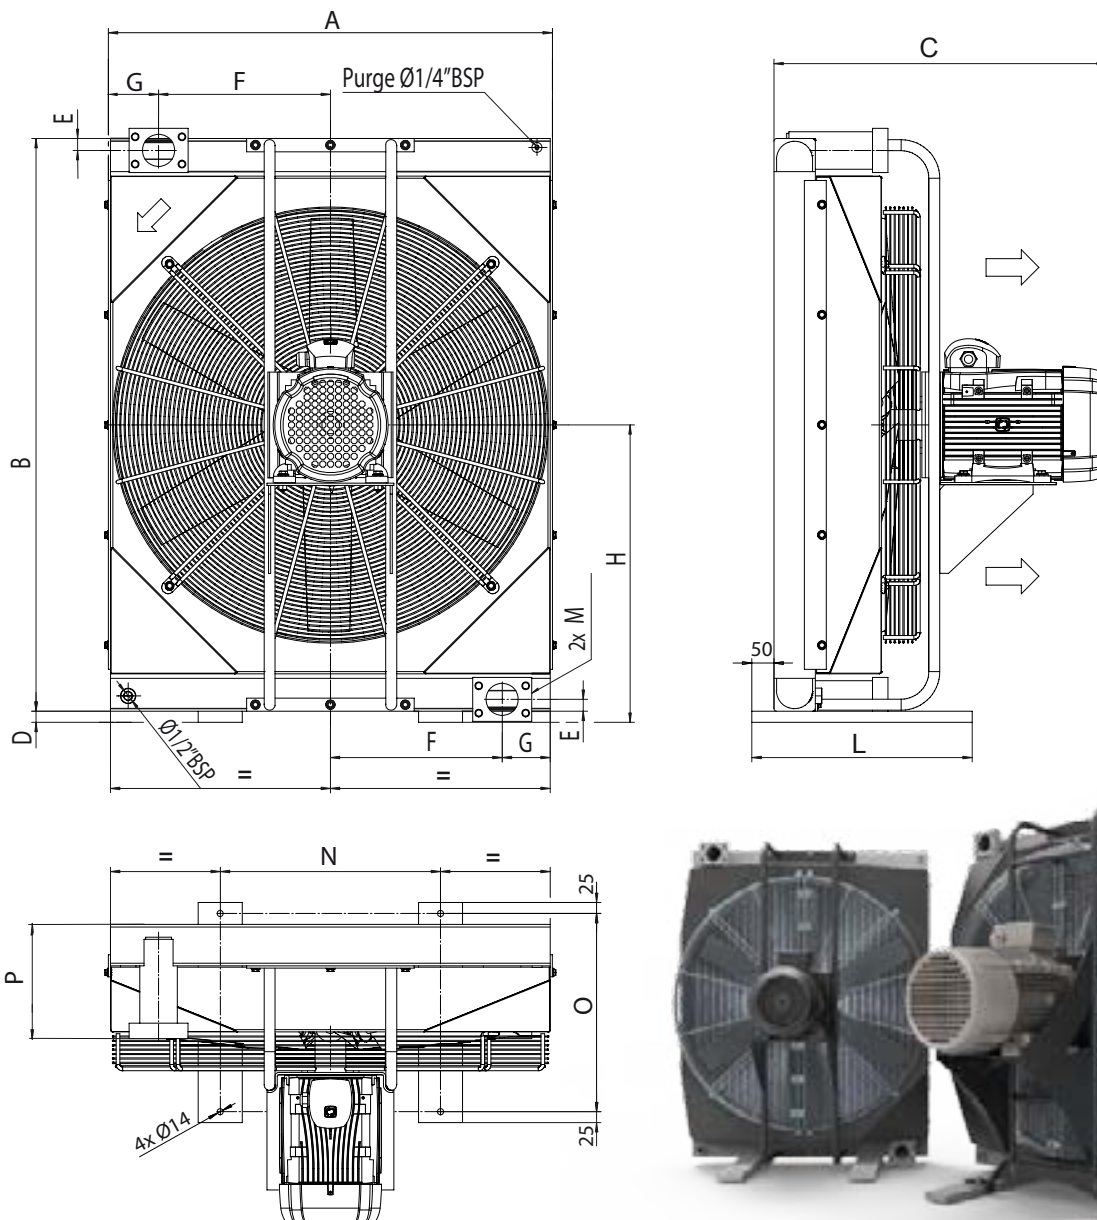 A
C
G
F
Purge Ø1/4"BSP
E
B
H
2x M
50
D
Ø1/2"BSP
F
G
E
L
=
=
=
N
=
25
P
O
4x Ø14
25